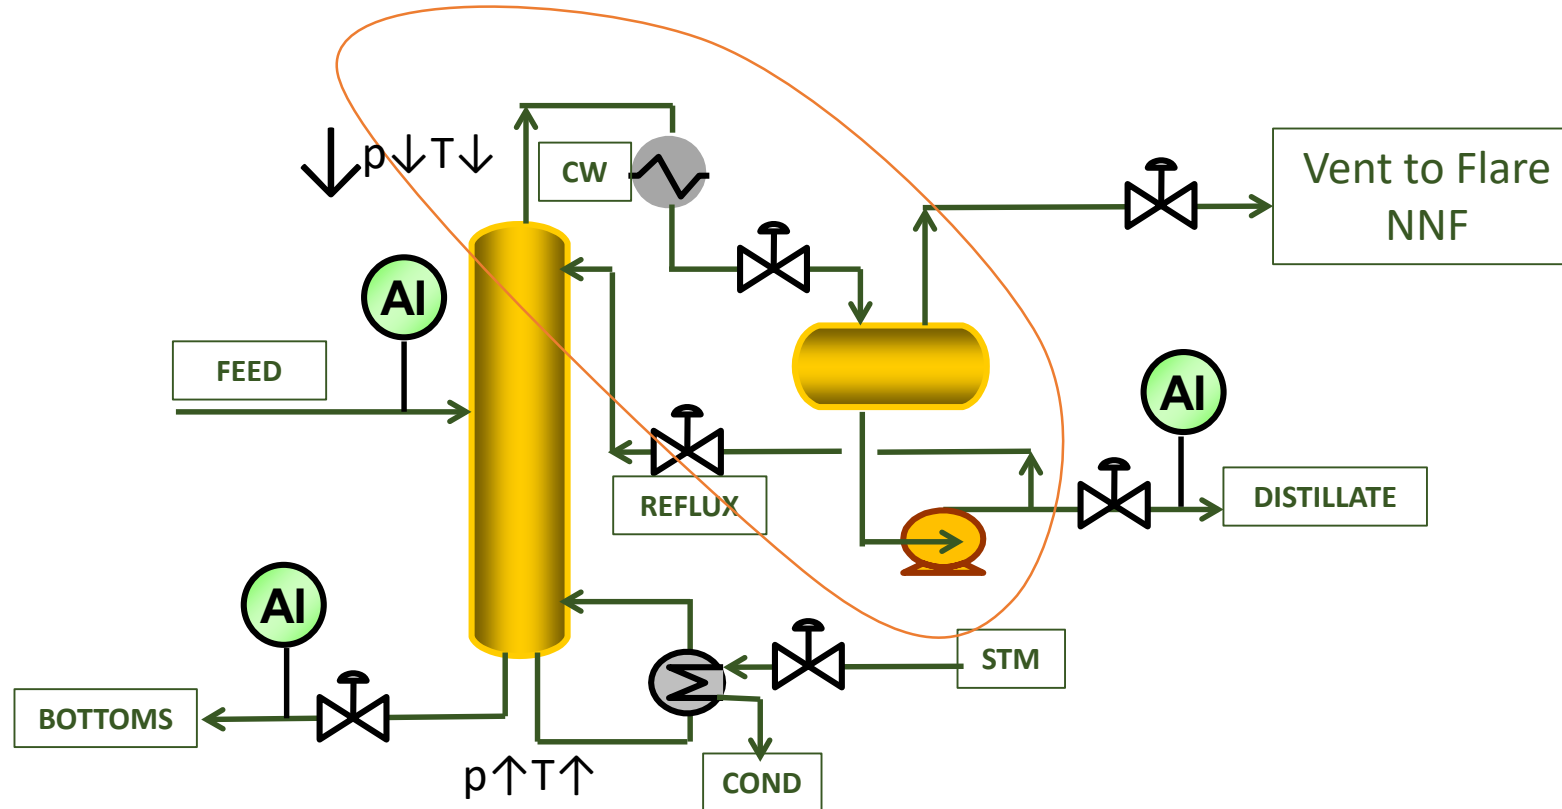 CW
↓p↓T↓
Vent to Flare
NNF
AI
FEED
AI
REFLUX
DISTILLATE
AI
STM
BOTTOMS
p↑T↑
COND